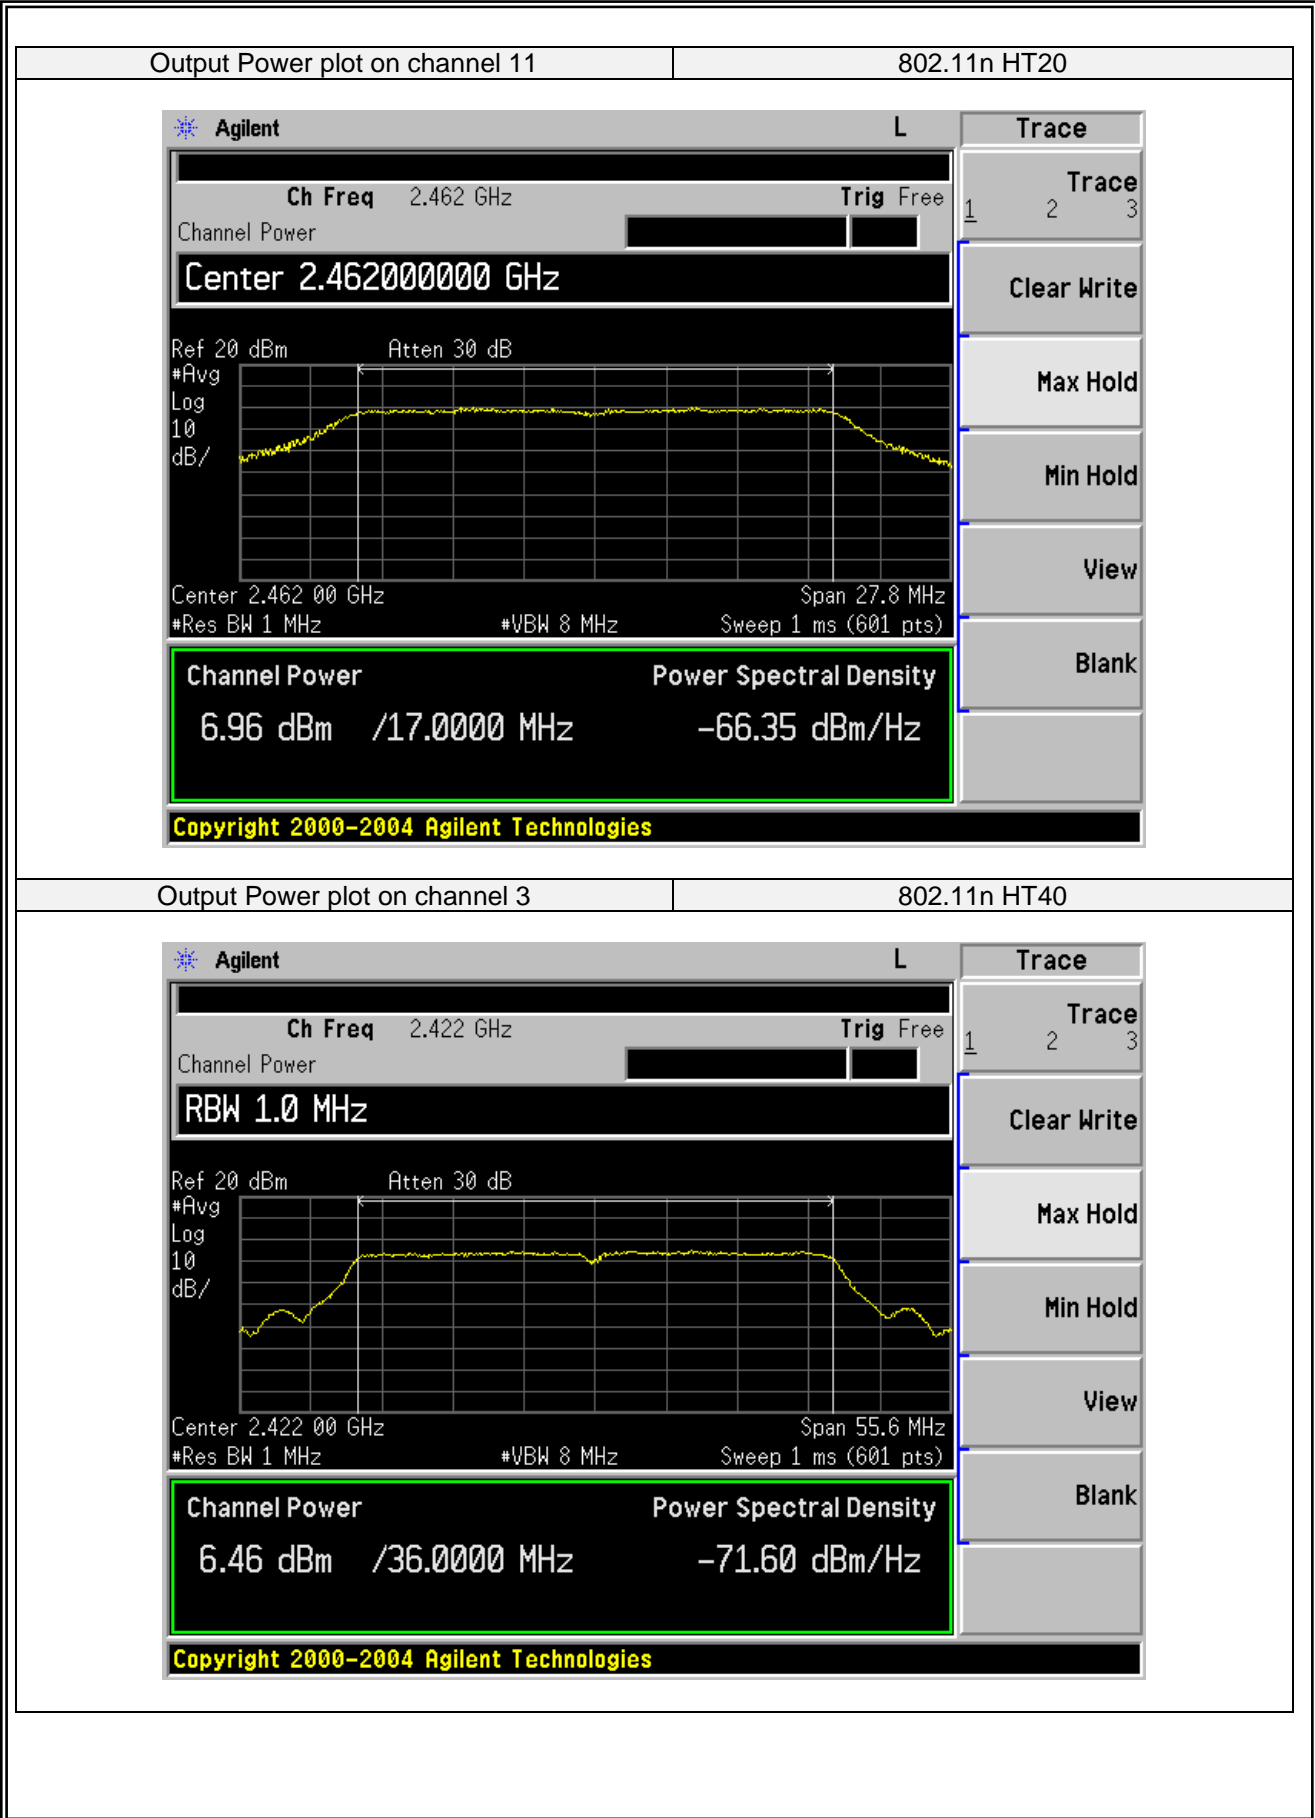 Output Power plot on channel 11 802.11n HT20
Agilent L Trace
Ch Freq 2.462 GHz Trig Free
Channel Power
Trace
1 2 3
Center 2.462000000 GHz
Clear Write
Ref 20 dBm Atten 30 dB
#Avg
Log
10
dB/
Max Hold
Min Hold
View
Center 2.462 00 GHz Span 27.8 MHz
#Res BW 1 MHz #VBW 8 MHz Sweep 1 ms (601 pts)
Blank
Channel Power Power Spectral Density
6.96 dBm /17.0000 MHz -66.35 dBm/Hz
Copyright 2000-2004 Agilent Technologies
Output Power plot on channel 3 802.11n HT40
Agilent L Trace
Ch Freq 2.422 GHz Trig Free
Channel Power
Trace
1 2 3
RBW 1.0 MHz
Clear Write
Ref 20 dBm Atten 30 dB
#Avg
Log
10
dB/
Max Hold
Min Hold
View
Center 2.422 00 GHz Span 55.6 MHz
#Res BW 1 MHz #VBW 8 MHz Sweep 1 ms (601 pts)
Blank
Channel Power Power Spectral Density
6.46 dBm /36.0000 MHz -71.60 dBm/Hz
Copyright 2000-2004 Agilent Technologies